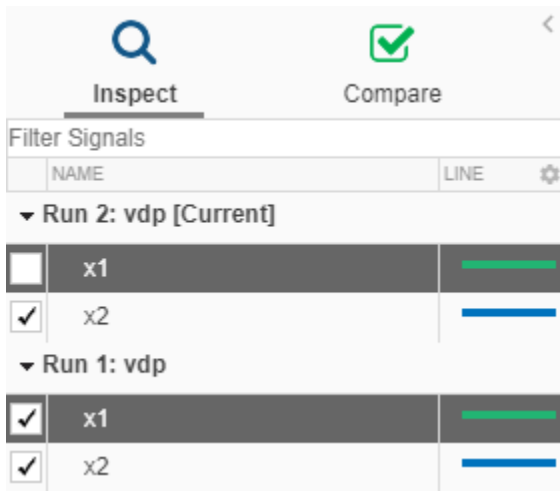 Inspect Compare
Filter Signals
NAME LINE
Run 2: vdp [Current]
x1
x2
Run 1: vdp
x1
x2